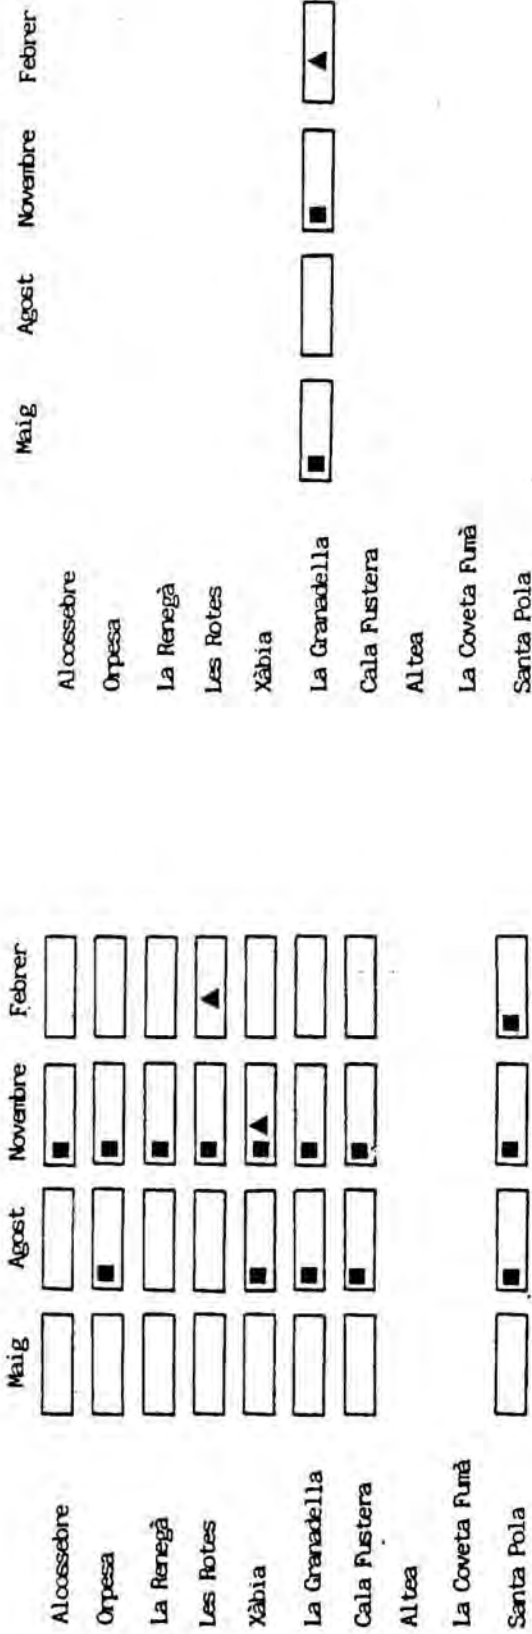 Maig Agost Novembre Febrer
Alcossebre
Orpesa
La Renegà
Les Rotes
Xàbia
La Granadella
Cala Fustera
Altea
La Coveta Fumà
Santa Pola
Maig Agost Novembre Febrer
Alcossebre
Orpesa
La Renegà
Les Rotes
Xàbia
La Granadella
Cala Fustera
Altea
La Coveta Fumà
Santa Pola